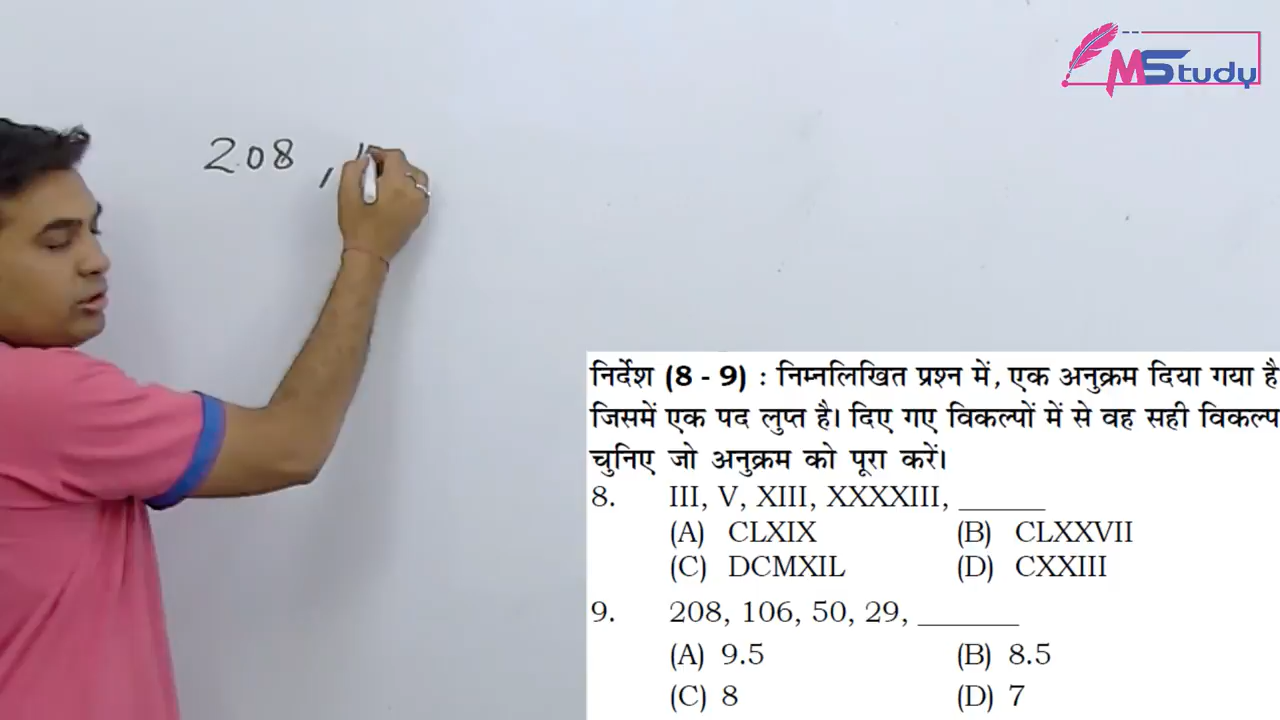 MStudy
208 ,
निर्देश (8 - 9) : निम्नलिखित प्रश्न में, एक अनुक्रम दिया गया है
जिसमें एक पद लुप्त है। दिए गए विकल्पों में से वह सही विकल्प
चुनिए जो अनुक्रम को पूरा करें।
8. III, V, XIII, XXXXIII, ______
(A) CLXIX (B) CLXXVII
(C) DCMXIL (D) CXXIII
9. 208, 106, 50, 29, _______
(A) 9.5 (B) 8.5
(C) 8 (D) 7